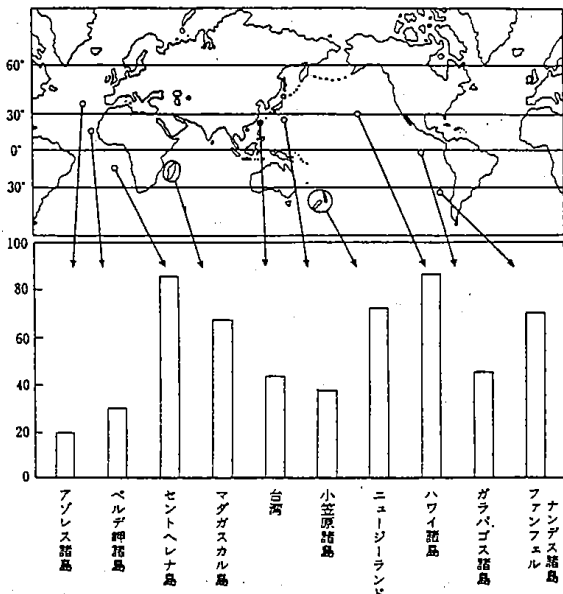 60°
30°
0°
30°
100
80
60
40
20
0
アゾレス諸島
ベルデ岬諸島
セントヘレナ島
マダガスカル島
台湾
小笠原諸島
ニュージーランド
ハワイ諸島
ガラパゴス諸島
ファンフェル
ナンデス諸島